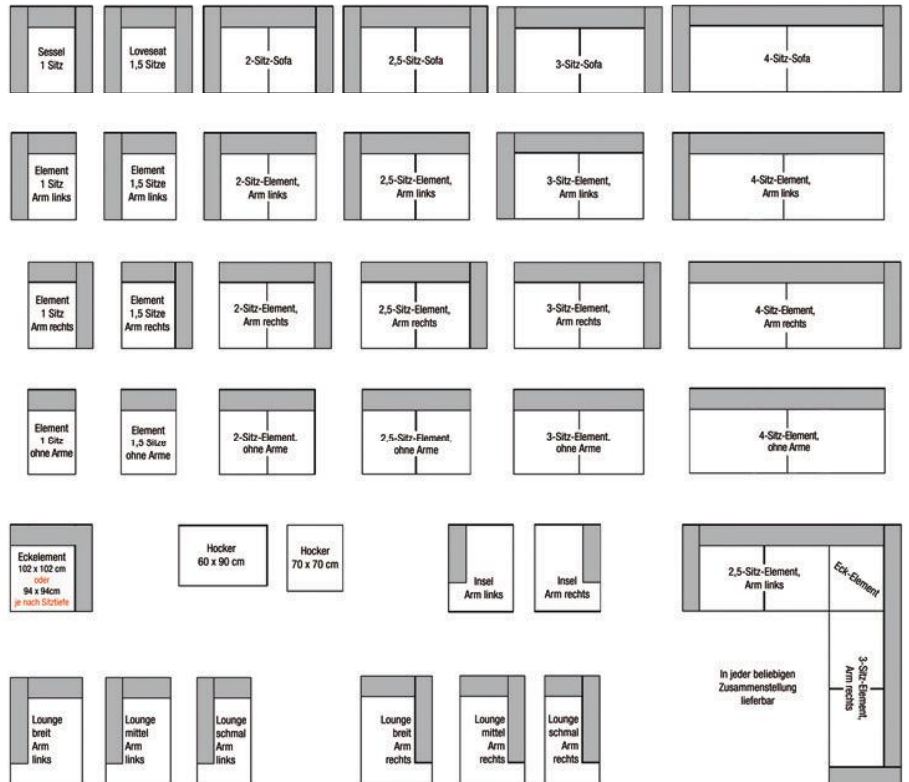 Sessel
1 Sitz
Loveseat
1,5 Sitze
2-Sitz-Sofa
2,5-Sitz-Sofa
3-Sitz-Sofa
4-Sitz-Sofa
Element
1 Sitz
Arm links
Element
1,5 Sitze
Arm links
2-Sitz-Element,
Arm links
2,5-Sitz-Element,
Arm links
3-Sitz-Element,
Arm links
4-Sitz-Element,
Arm links
Element
1 Sitz
Arm rechts
Element
1,5 Sitze
Arm rechts
2-Sitz-Element,
Arm rechts
2,5-Sitz-Element,
Arm rechts
3-Sitz-Element,
Arm rechts
4-Sitz-Element,
Arm rechts
Element
1 Sitz
ohne Arme
Element
1,5 Sitze
ohne Arme
2-Sitz-Element,
ohne Arme
2,5-Sitz-Element,
ohne Arme
3-Sitz-Element,
ohne Arme
4-Sitz-Element,
ohne Arme
Eckelement
102 x 102 cm
oder
94 x 94cm
je nach Sitztiefe
Hocker
60 x 90 cm
Hocker
70 x 70 cm
Insel
Arm links
Insel
Arm rechts
2,5-Sitz-Element,
Arm links
Eck-Element
3-Sitz-Element,
Arm rechts
In jeder beliebigen
Zusammenstellung
lieferbar
Lounge
breit
Arm
links
Lounge
mittel
Arm
links
Lounge
schmal
Arm
links
Lounge
breit
Arm
rechts
Lounge
mittel
Arm
rechts
Lounge
schmal
Arm
rechts